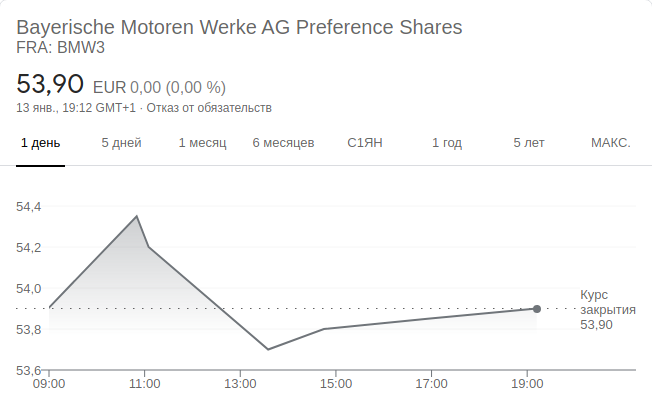 Bayerische Motoren Werke AG Preference Shares
FRA: BMW3
53,90 EUR 0,00 (0,00 %)
13 янв., 19:12 GMT+1 · Отказ от обязательств
1 день 5 дней 1 месяц 6 месяцев С1ЯН 1 год 5 лет МАКС.
54,4
54,2
54,0
53,8
53,6
Курс
закрытия
53,90
09:00 11:00 13:00 15:00 17:00 19:00